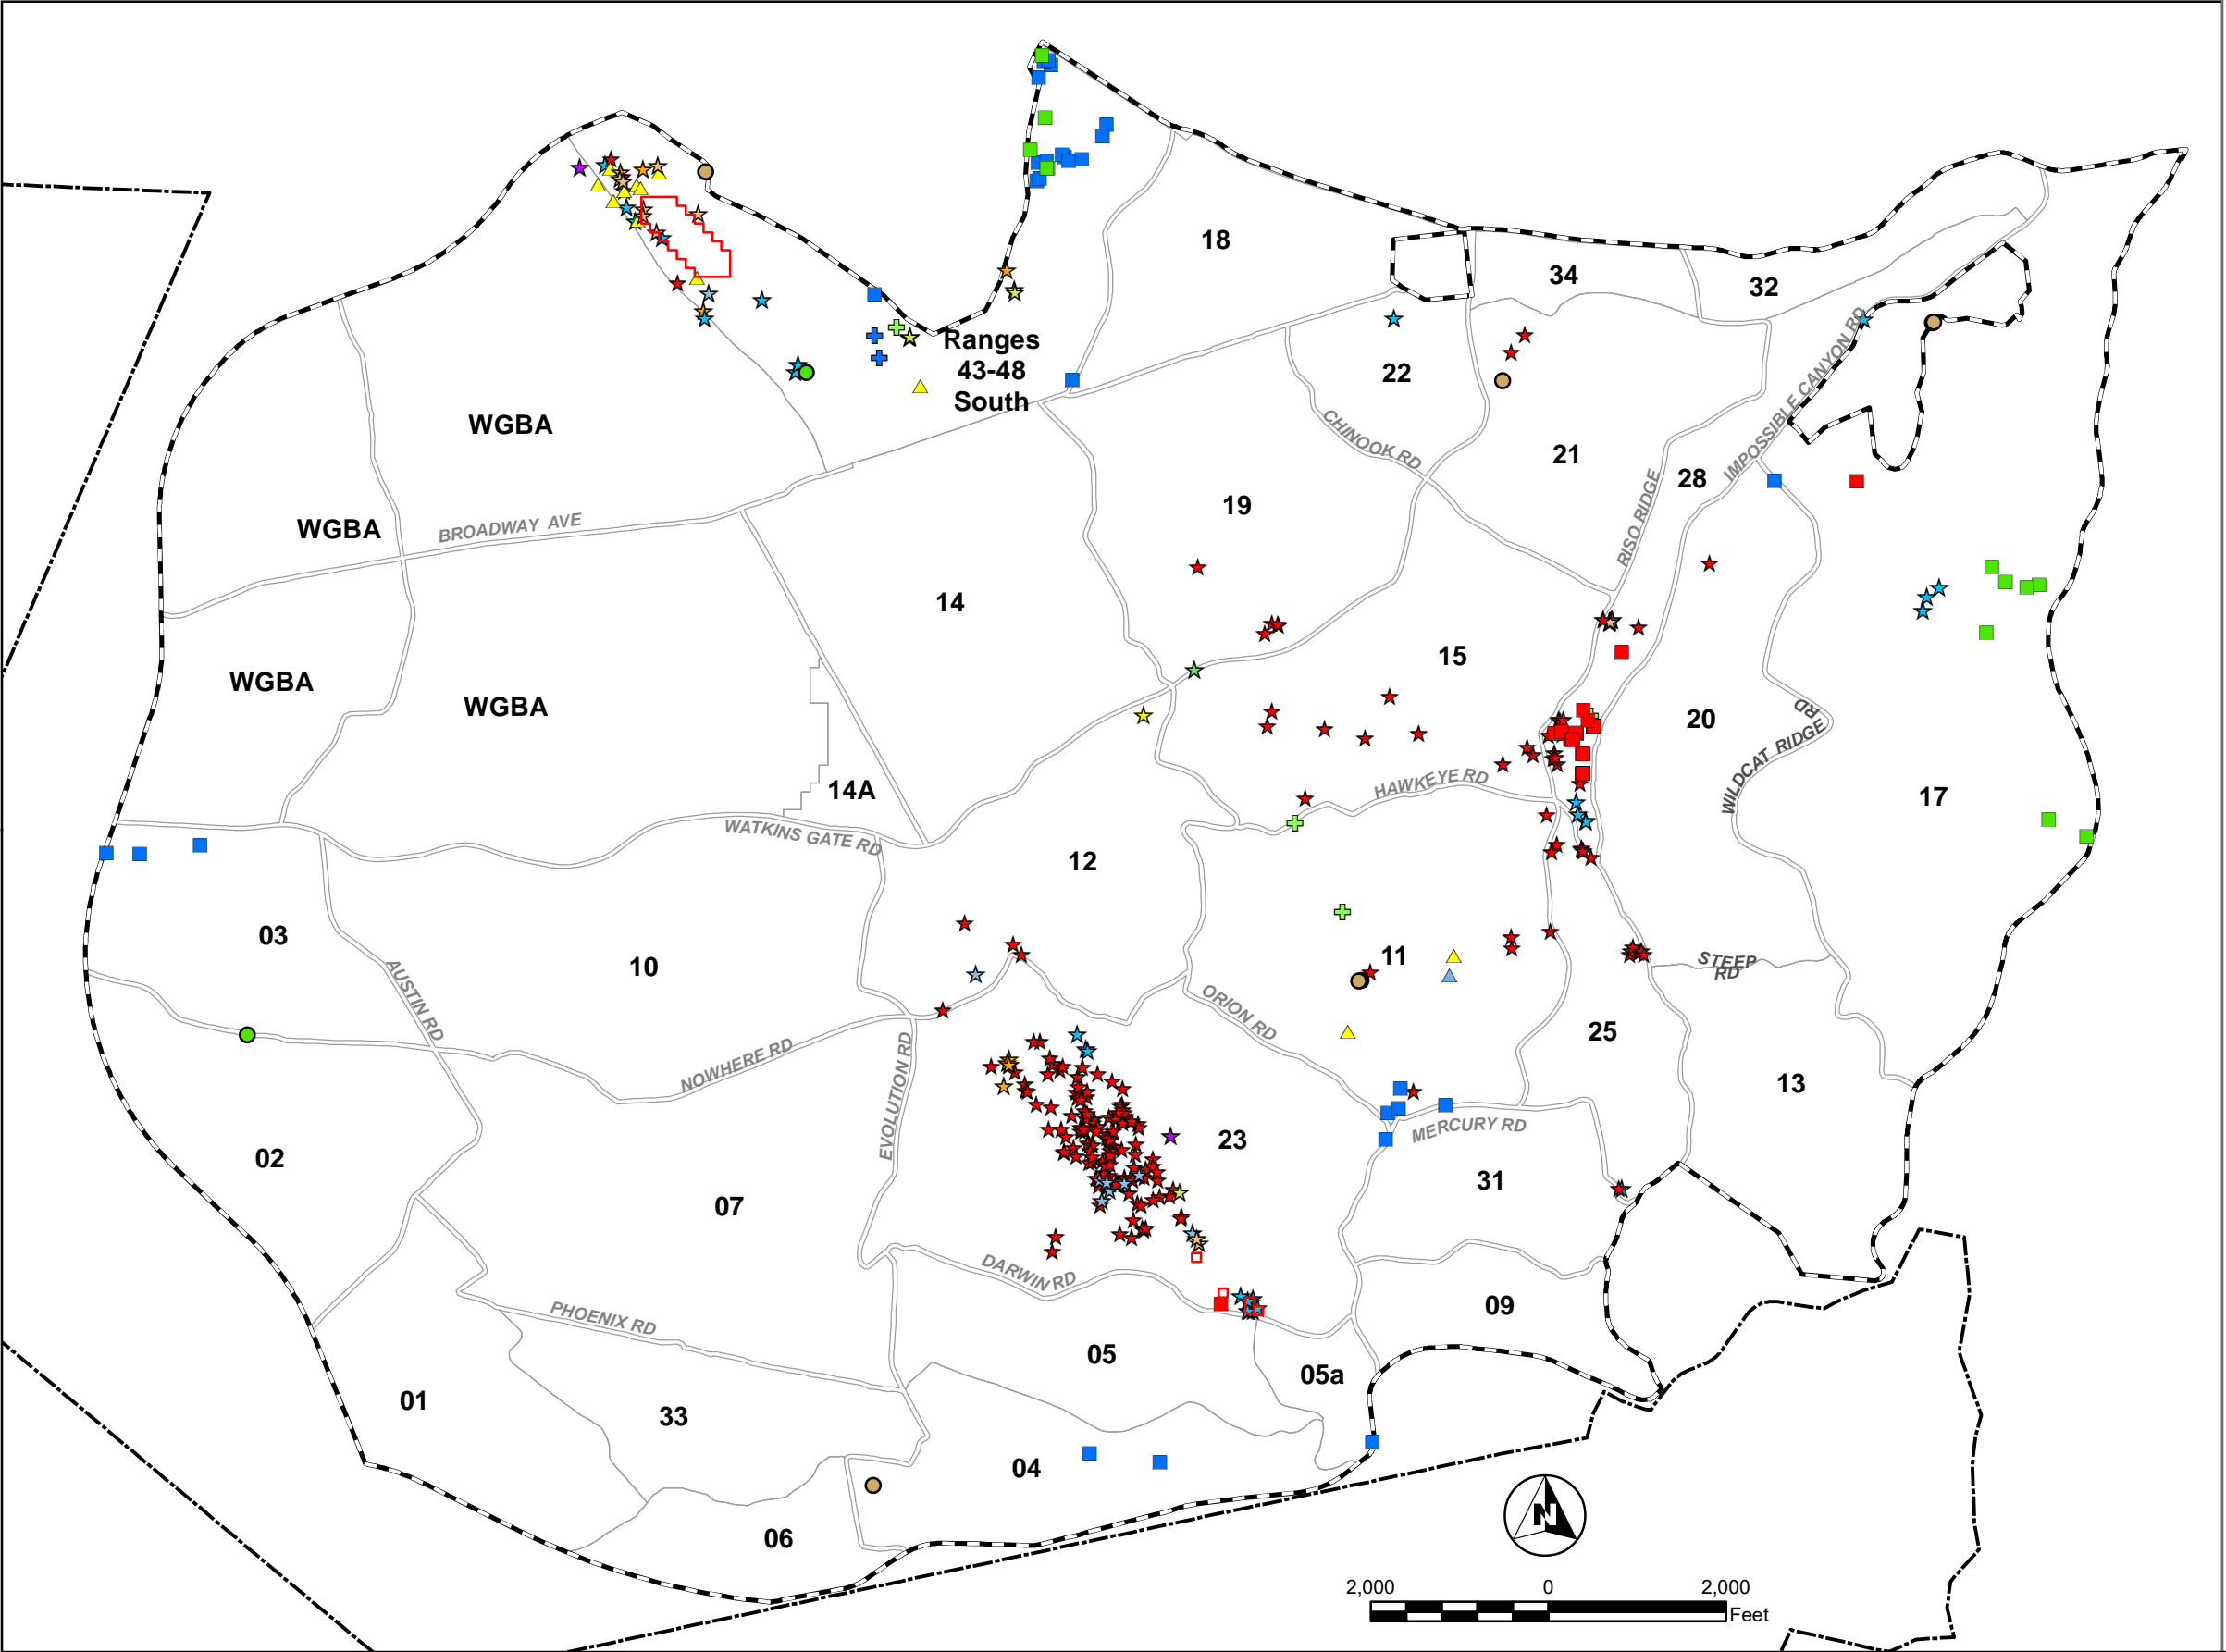 18
34
32
Ranges
43-48
South
22
IMPOSSIBLE CANYON RD
WGBA
CHINOOK RD
21
28
19
RISO RIDGE
WGBA
BROADWAY AVE
14
15
WGBA
WGBA
20
WILDCAT RIDGE
RD
14A
HAWKEYE RD
17
WATKINS GATE RD
12
03
10
11
STEEP
RD
AUSTIN RD
ORION RD
25
NOWHERE RD
EVOLUTION RD
13
23
MERCURY RD
02
31
07
DARWIN RD
09
PHOENIX RD
05
05a
01
33
04
06
N
2,000 0 2,000
Feet